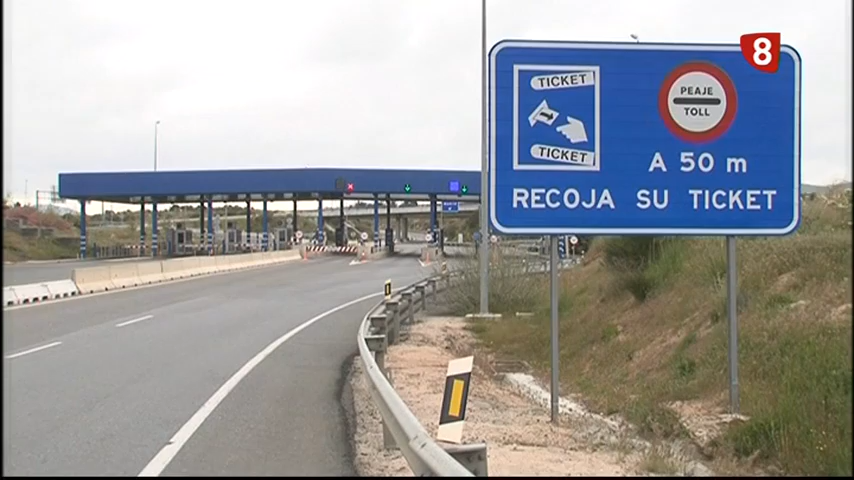 8
TICKET
TICKET
PEAJE
TOLL
A 50 m
RECOJA SU TICKET